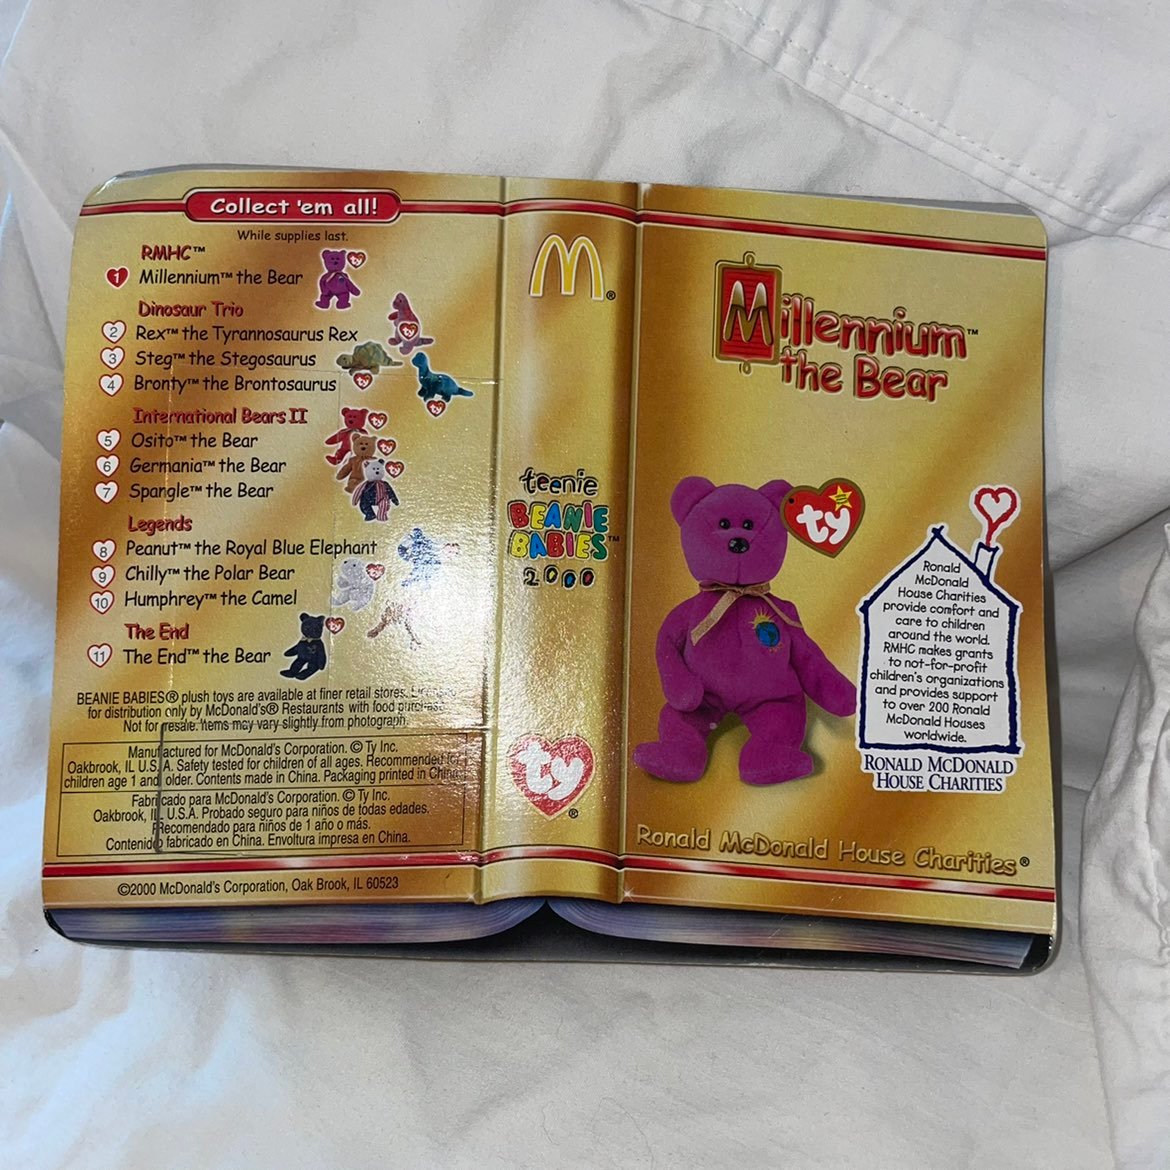 Collect 'em all!
While supplies last.
RMHC™
1 Millennium™ the Bear
Dinosaur Trio
2 Rex™ the Tyrannosaurus Rex
3 Steg™ the Stegosaurus
4 Bronty™ the Brontosaurus
International Bears II
5 Osito™ the Bear
6 Germania™ the Bear
7 Spangle™ the Bear
Legends
8 Peanut™ the Royal Blue Elephant
9 Chilly™ the Polar Bear
10 Humphrey™ the Camel
The End
11 The End™ the Bear
BEANIE BABIES® plush toys are available at finer retail stores.
for distribution only by McDonald's® Restaurants with food
Not for resale. Items may vary slightly from photograph.
Manufactured for McDonald's Corporation. © Ty Inc.
Oakbrook, IL U.S.A. Safety tested for children of all ages. Recommended for
children age 1 and older. Contents made in China. Packaging printed in China.
Fabricado para McDonald's Corporation. © Ty Inc.
Oakbrook, IL U.S.A. Probado seguro para niños de todas edades.
Recomendado para niños de 1 año o más.
Contenido fabricado en China. Envoltura impresa en China.
©2000 McDonald's Corporation, Oak Brook, IL 60523
M®
teenie
BEANIE
BABIES™
2000
ty®
Millennium™
the Bear
ty
Ronald
McDonald
House Charities
provide comfort and
care to children
around the world.
RMHC makes grants
to not-for-profit
children's organizations
and provides support
to over 200 Ronald
McDonald Houses
worldwide.
RONALD MCDONALD
HOUSE CHARITIES
Ronald McDonald House Charities®